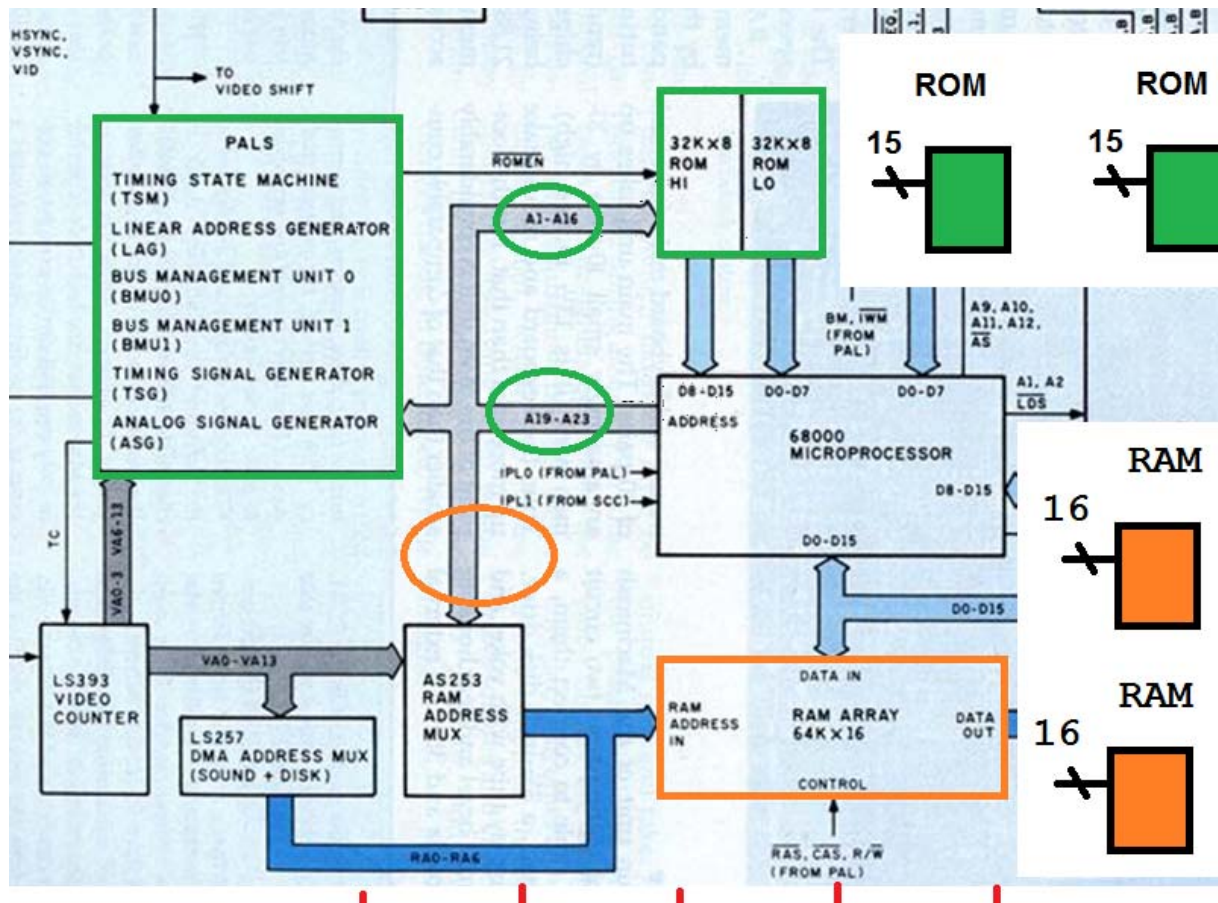 HSYNC,
VSYNC,
VID
TO
VIDEO SHIFT
PALS
TIMING STATE MACHINE
(TSM)
LINEAR ADDRESS GENERATOR
(LAG)
BUS MANAGEMENT UNIT 0
(BMU0)
BUS MANAGEMENT UNIT 1
(BMU1)
TIMING SIGNAL GENERATOR
(TSG)
ANALOG SIGNAL GENERATOR
(ASG)
ROMEN
A1-A16
32K×8
ROM
HI
32K×8
ROM
LO
ROM
15
ROM
15
BM, IWM
(FROM
PAL)
A9, A10,
A11, A12,
AS
A19-A23
D8-D15
D0-D7
D0-D7
ADDRESS
68000
MICROPROCESSOR
A1, A2
LDS
IPL0 (FROM PAL)
IPL1 (FROM SCC)
D8-D15
D0-D15
D0-D15
RAM
16
RAM
16
TC
VA0-3 VA6-13
LS393
VIDEO
COUNTER
VA0-VA13
LS257
DMA ADDRESS MUX
(SOUND + DISK)
AS253
RAM
ADDRESS
MUX
RA0-RA6
DATA IN
RAM
ADDRESS
IN
RAM ARRAY
64K×16
DATA
OUT
CONTROL
RAS, CAS, R/W
(FROM PAL)